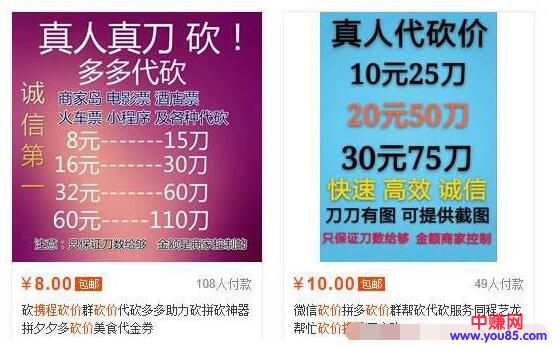 真人真刀 砍！
多多代砍
诚信第一
商家岛 电影票 酒店票
火车票 小程序 及各种代砍
8元-------15刀
16元------30刀
32元------60刀
60元-----110刀
注意：只保证刀数给够 金额是商家控制的
¥8.00 包邮 108人付款
砍携程砍价群砍价代砍多多助力砍拼砍神器
拼夕夕多砍价美食代金券
真人代砍价
10元25刀
20元50刀
30元75刀
快速 高效 诚信
刀刀有图 可提供截图
只保证刀数给够 金额商家控制
¥10.00 包邮 49人付款
微信砍价拼多砍价群帮砍代砍服务同程艺龙
帮忙砍价
中赚网
www.you85.com